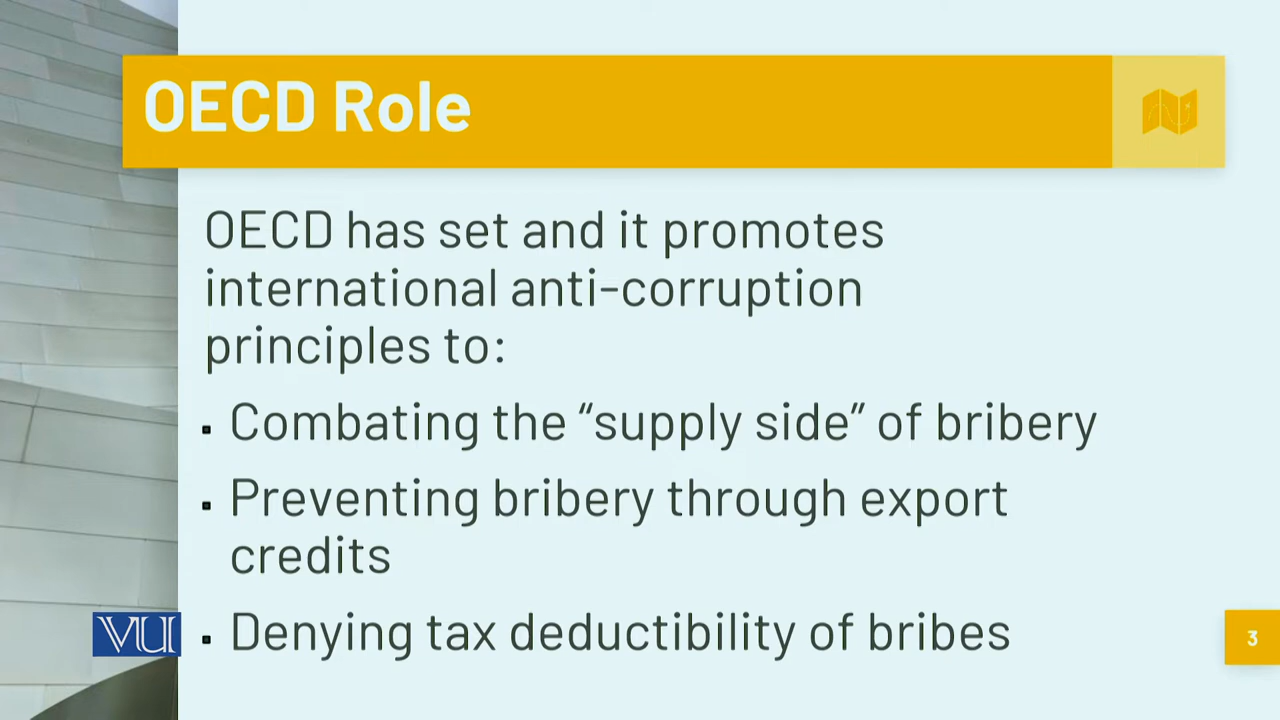 OECD Role
OECD has set and it promotes
international anti-corruption
principles to:
▪ Combating the “supply side” of bribery
▪ Preventing bribery through export
credits
▪ Denying tax deductibility of bribes
VU
3